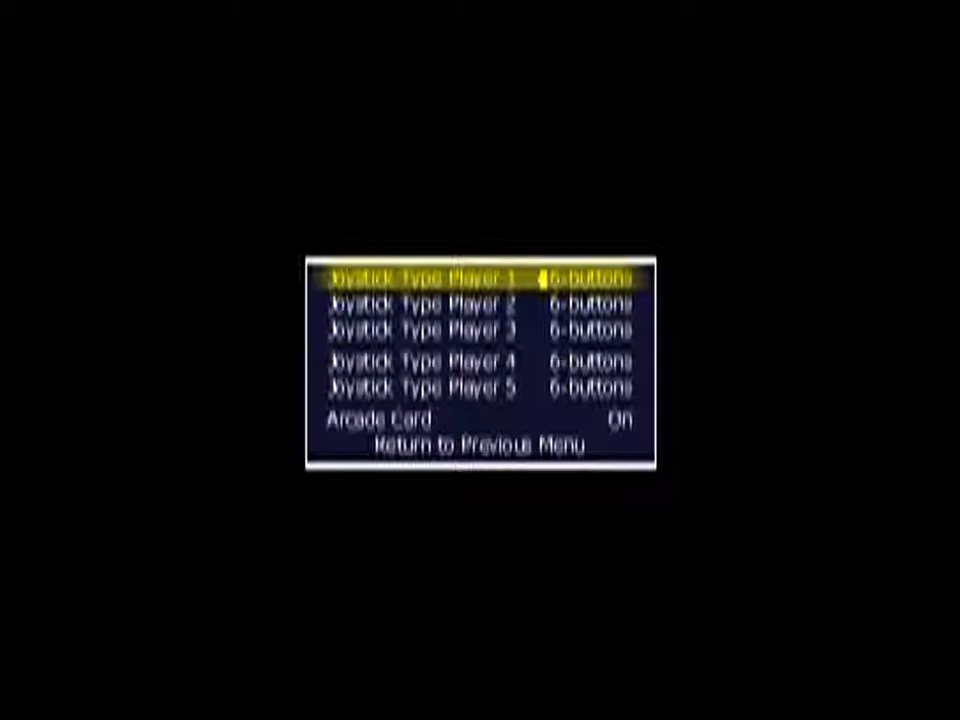 Joystick Type Player 1 6-buttons
Joystick Type Player 2 6-buttons
Joystick Type Player 3 6-buttons
Joystick Type Player 4 6-buttons
Joystick Type Player 5 6-buttons
Arcade Card On
Return to Previous Menu